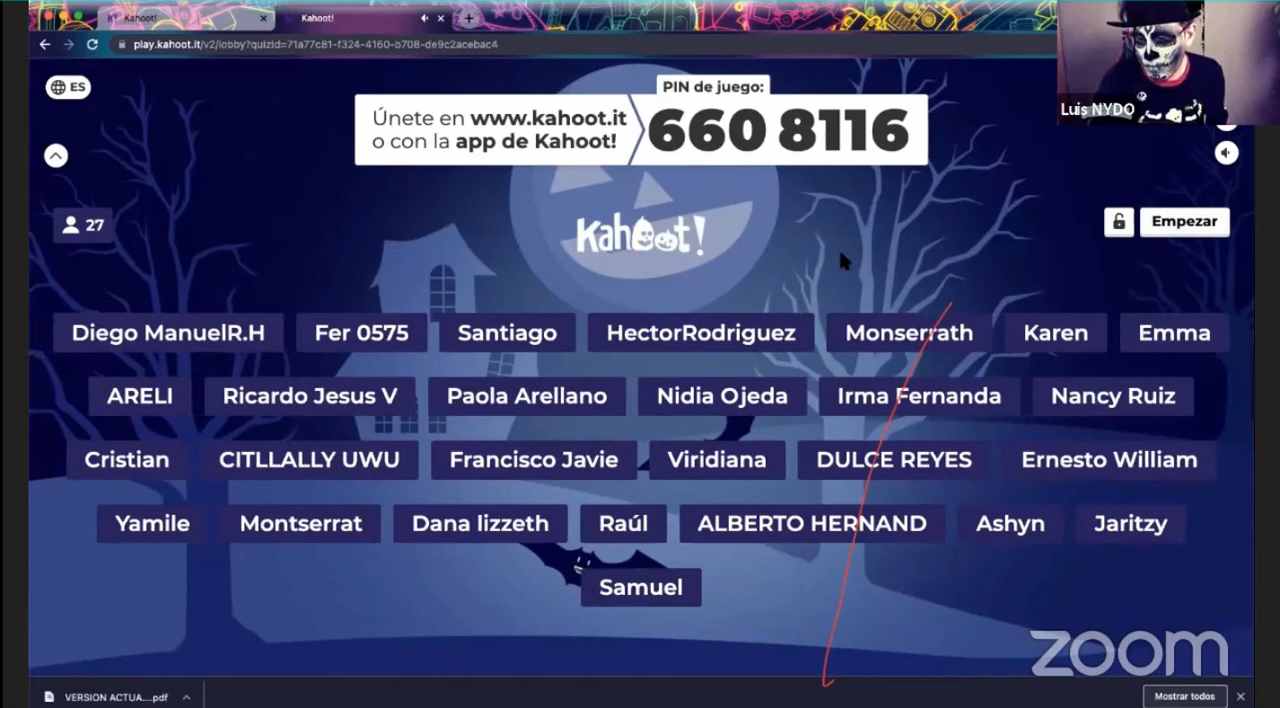 Kahoot!
Kahoot!
play.kahoot.it/v2/lobby?quizId=71a77c81-f324-4160-b708-de9c2acebac4
Luis NYDO
ES
PIN de juego:
Únete en www.kahoot.it
o con la app de Kahoot!
660 8116
27
Kahoot!
Empezar
Diego ManuelR.H Fer 0575 Santiago HectorRodriguez Monserrath Karen Emma
ARELI Ricardo Jesus V Paola Arellano Nidia Ojeda Irma Fernanda Nancy Ruiz
Cristian CITLLALLY UWU Francisco Javie Viridiana DULCE REYES Ernesto William
Yamile Montserrat Dana lizzeth Raúl ALBERTO HERNAND Ashyn Jaritzy
Samuel
zoom
VERSION ACTUA....pdf
Mostrar todos